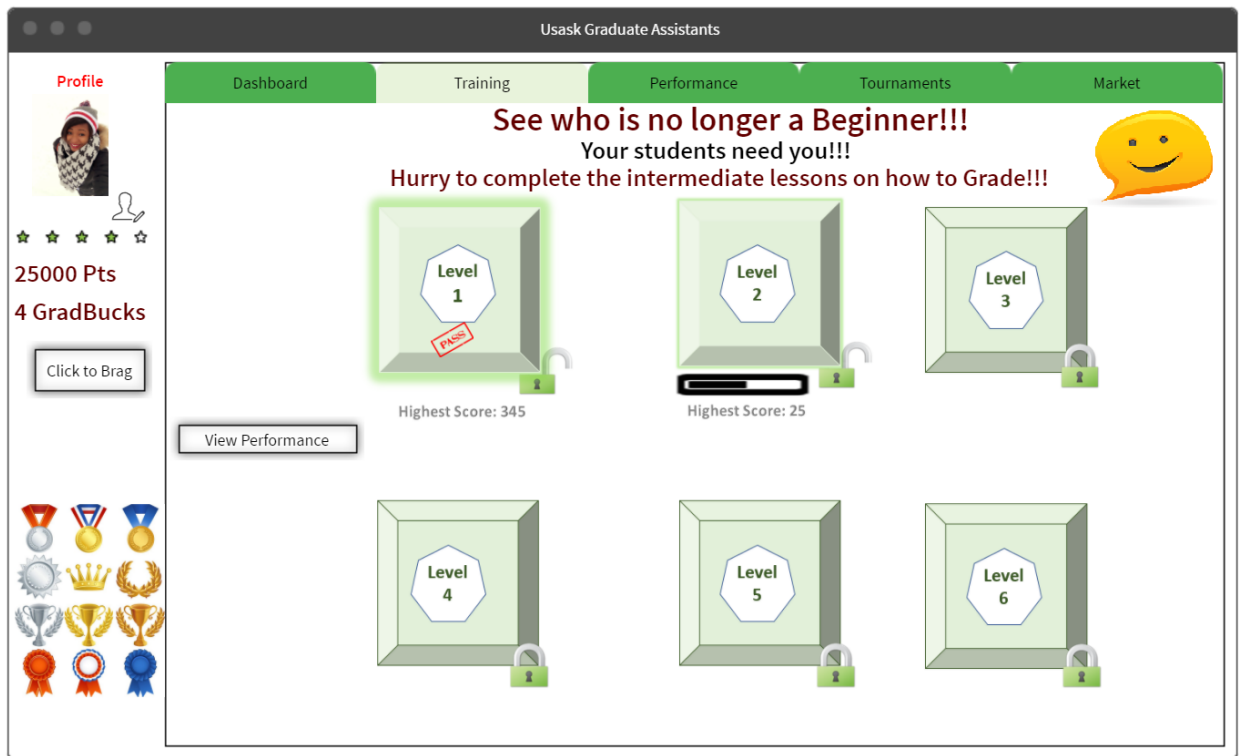 Usask Graduate Assistants
Profile
Dashboard
Training
Performance
Tournaments
Market
See who is no longer a Beginner!!!
Your students need you!!!
Hurry to complete the intermediate lessons on how to Grade!!!
25000 Pts
4 GradBucks
Click to Brag
Level
1
PASS
Highest Score: 345
Level
2
Highest Score: 25
Level
3
View Performance
Level
4
Level
5
Level
6